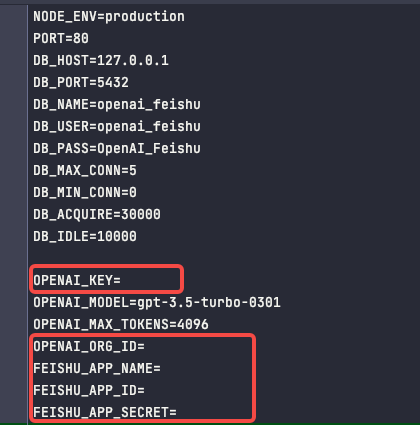 NODE_ENV=production
PORT=80
DB_HOST=127.0.0.1
DB_PORT=5432
DB_NAME=openai_feishu
DB_USER=openai_feishu
DB_PASS=OpenAI_Feishu
DB_MAX_CONN=5
DB_MIN_CONN=0
DB_ACQUIRE=30000
DB_IDLE=10000
OPENAI_KEY=
OPENAI_MODEL=gpt-3.5-turbo-0301
OPENAI_MAX_TOKENS=4096
OPENAI_ORG_ID=
FEISHU_APP_NAME=
FEISHU_APP_ID=
FEISHU_APP_SECRET=